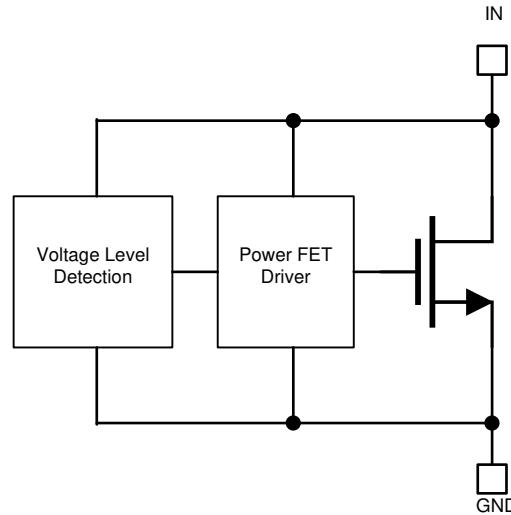 IN
Voltage Level
Detection
Power FET
Driver
GND